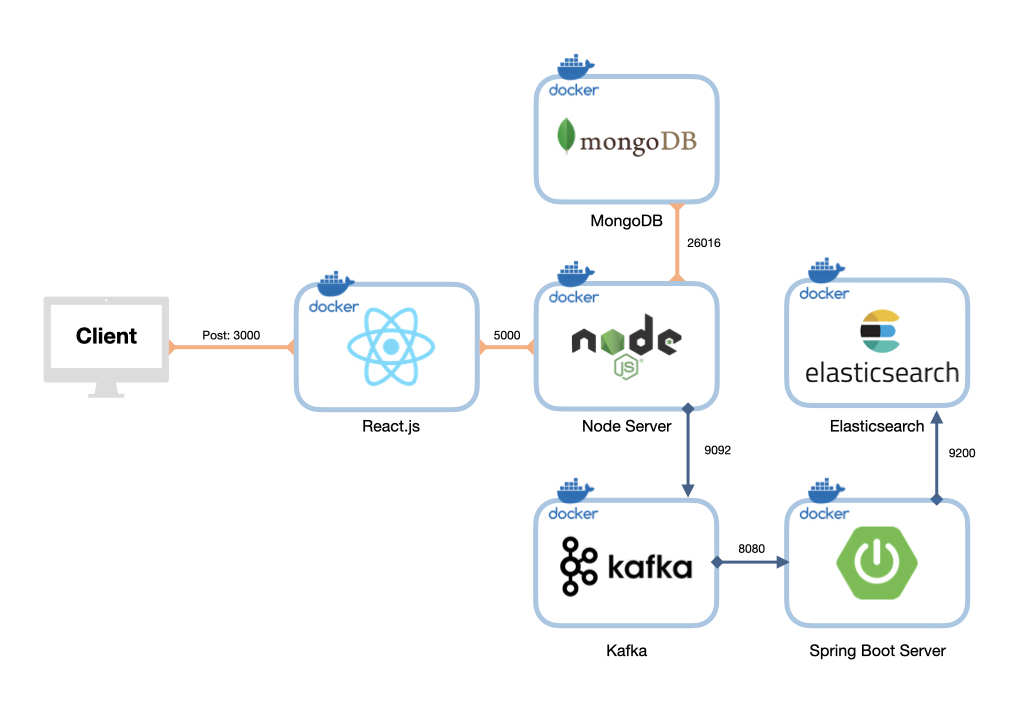 docker
mongoDB
MongoDB
26016
docker
docker
docker
Client
Post: 3000
5000
node
JS
elasticsearch
React.js
Node Server
Elasticsearch
9092
9200
docker
docker
kafka
8080
Kafka
Spring Boot Server